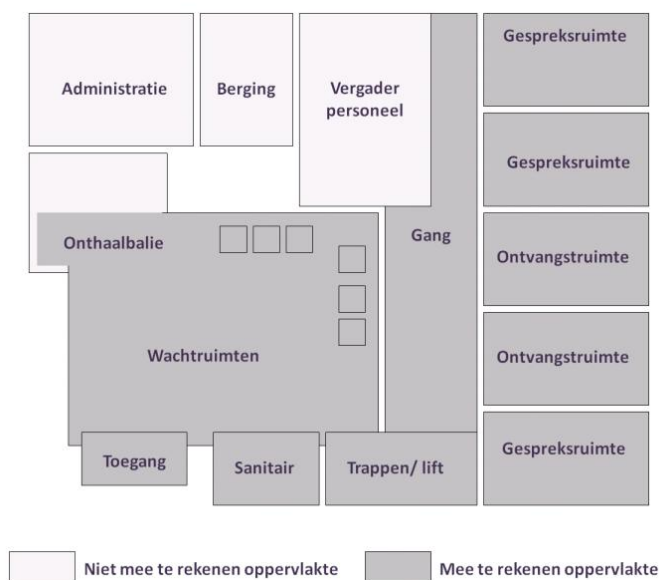 Administratie
Berging
Vergader
personeel
Gespreksruimte
Gespreksruimte
Onthaalbalie
Gang
Ontvangstruimte
Wachtruimten
Ontvangstruimte
Toegang
Sanitair
Trappen/ lift
Gespreksruimte
Niet mee te rekenen oppervlakte
Mee te rekenen oppervlakte